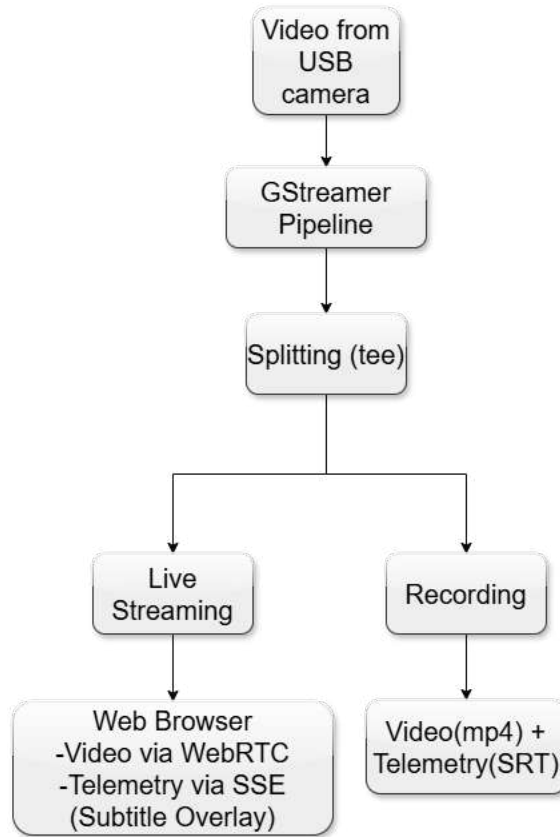 Video from
USB
camera
GStreamer
Pipeline
Splitting (tee)
Live
Streaming
Recording
Web Browser
-Video via WebRTC
-Telemetry via SSE
(Subtitle Overlay)
Video(mp4) +
Telemetry(SRT)